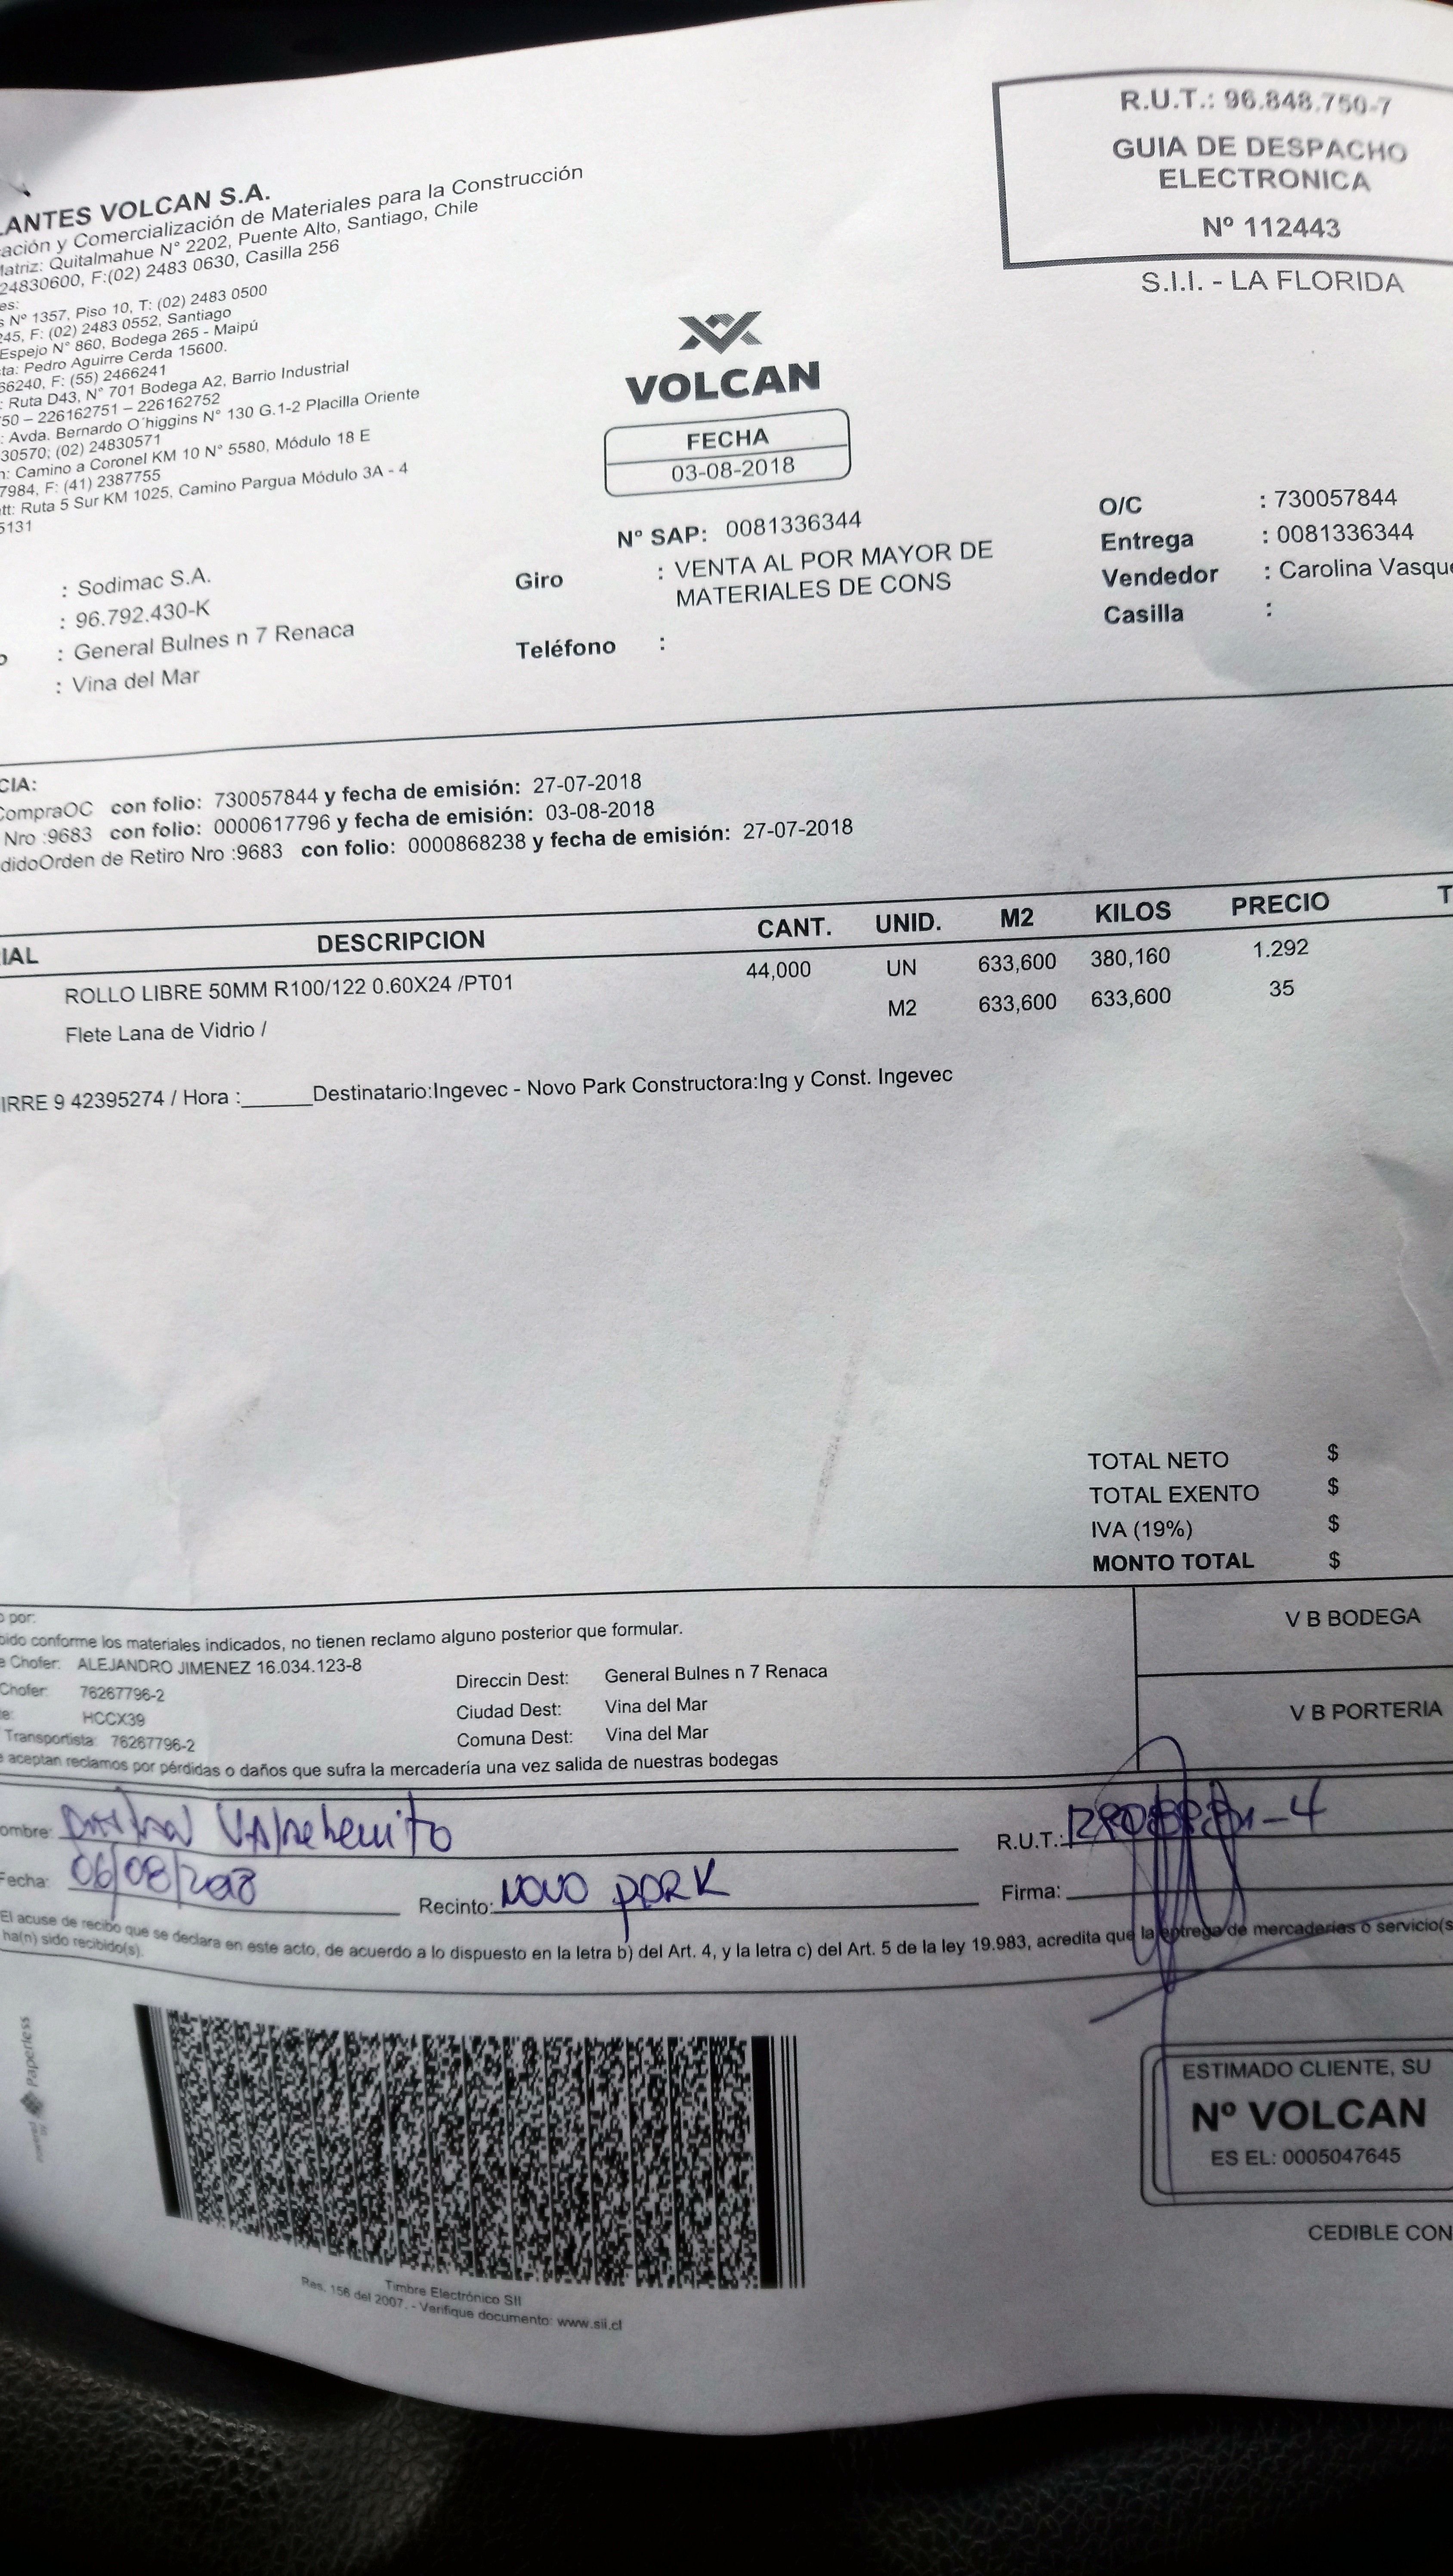 R.U.T.: 96.848.750-7
GUIA DE DESPACHO
ELECTRONICA
Nº 112443
S.I.I. - LA FLORIDA
LANTES VOLCAN S.A.
ación y Comercialización de Materiales para la Construcción
Matriz: Quitalmahue N° 2202, Puente Alto, Santiago, Chile
24830600, F:(02) 2483 0630, Casilla 256
es:
s Nº 1357, Piso 10, T: (02) 2483 0500
245, F: (02) 2483 0552, Santiago
Espejo N° 860, Bodega 265 - Maipú
ta: Pedro Aguirre Cerda 15600.
66240, F: (55) 2466241
: Ruta D43, N° 701 Bodega A2, Barrio Industrial
50 – 226162751 – 226162752
: Avda. Bernardo O´higgins N° 130 G.1-2 Placilla Oriente
30570; (02) 24830571
n: Camino a Coronel KM 10 N° 5580, Módulo 18 E
7984, F: (41) 2387755
tt: Ruta 5 Sur KM 1025, Camino Pargua Módulo 3A - 4
5131
VOLCAN
FECHA
03-08-2018
Nº SAP: 0081336344
O/C : 730057844
Entrega : 0081336344
Vendedor : Carolina Vasque
Casilla :
: Sodimac S.A.
: 96.792.430-K
o : General Bulnes n 7 Renaca
: Vina del Mar
Giro : VENTA AL POR MAYOR DE
MATERIALES DE CONS
Teléfono :
CIA:
CompraOC con folio: 730057844 y fecha de emisión: 27-07-2018
Nro :9683 con folio: 0000617796 y fecha de emisión: 03-08-2018
didoOrden de Retiro Nro :9683 con folio: 0000868238 y fecha de emisión: 27-07-2018
IAL DESCRIPCION CANT. UNID. M2 KILOS PRECIO T
ROLLO LIBRE 50MM R100/122 0.60X24 /PT01 44,000 UN 633,600 380,160 1.292
Flete Lana de Vidrio / M2 633,600 633,600 35
IRRE 9 42395274 / Hora :______Destinatario:Ingevec - Novo Park Constructora:Ing y Const. Ingevec
TOTAL NETO $
TOTAL EXENTO $
IVA (19%) $
MONTO TOTAL $
o por:
bido conforme los materiales indicados, no tienen reclamo alguno posterior que formular.
e Chofer: ALEJANDRO JIMENEZ 16.034.123-8
Chofer: 76267796-2
te: HCCX39
Transportista: 76267796-2
Direccin Dest: General Bulnes n 7 Renaca
Ciudad Dest: Vina del Mar
Comuna Dest: Vina del Mar
e aceptan reclamos por pérdidas o daños que sufra la mercadería una vez salida de nuestras bodegas
V B BODEGA
V B PORTERIA
ombre: Valdebenito R.U.T.:
Fecha: 06/08/2018 Recinto: NOVO PARK Firma:
El acuse de recibo que se declara en este acto, de acuerdo a lo dispuesto en la letra b) del Art. 4, y la letra c) del Art. 5 de la ley 19.983, acredita que la entrega de mercaderias o servicio(s
ha(n) sido recibido(s).
powered by Paperless
Timbre Electrónico SII
Res. 156 del 2007. - Verifique documento: www.sii.cl
ESTIMADO CLIENTE, SU
Nº VOLCAN
ES EL: 0005047645
CEDIBLE CON